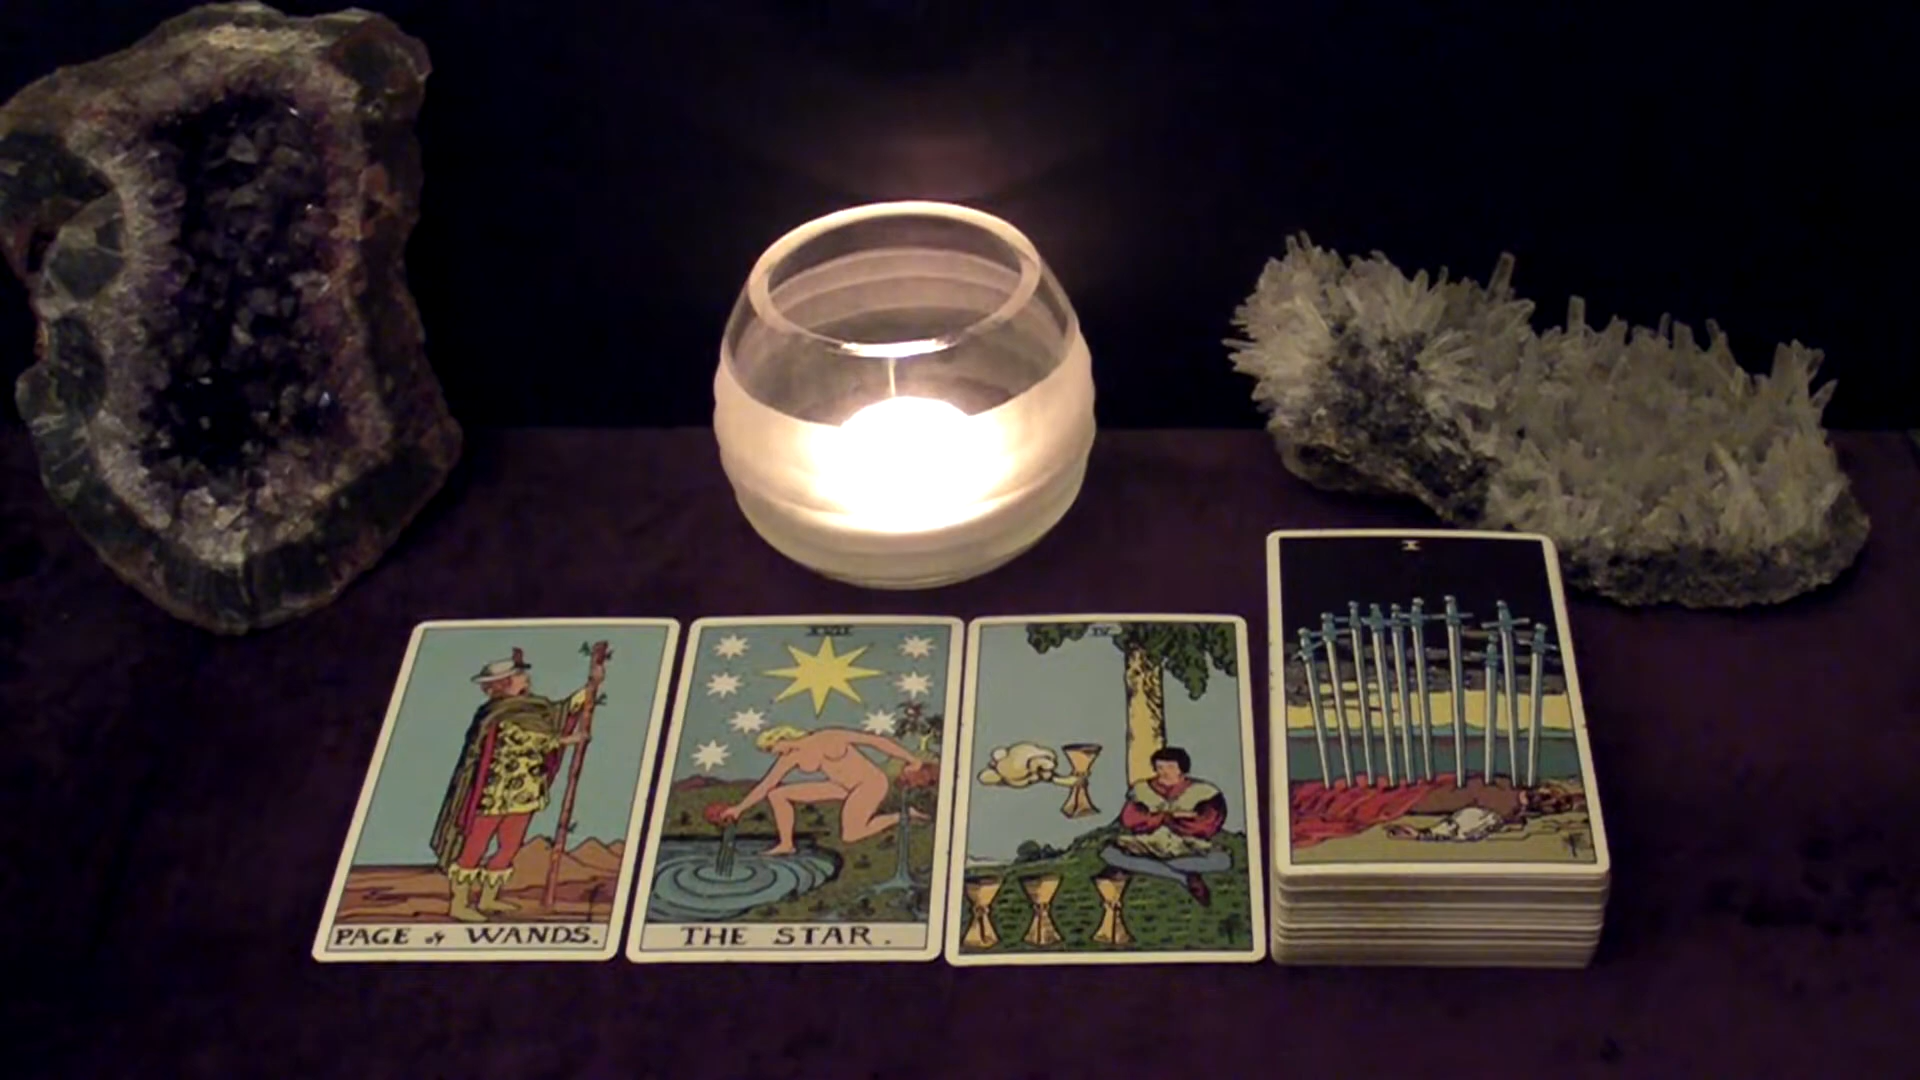 PAGE of WANDS.
XVII
THE STAR.
IV
X